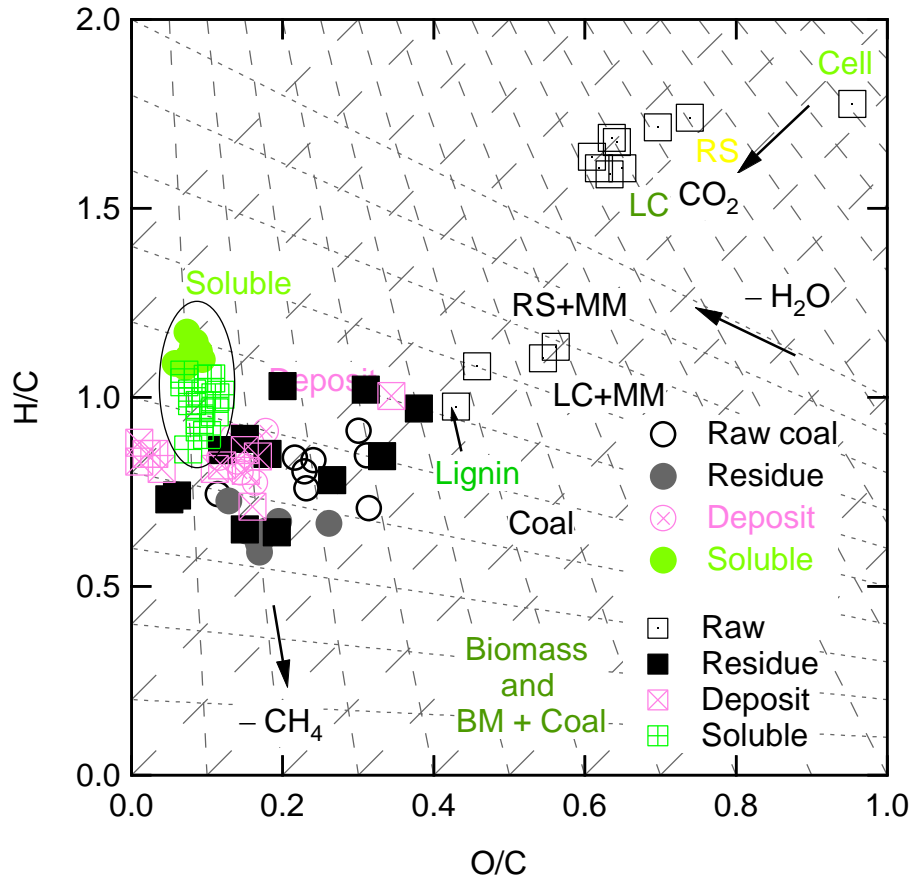 2.0
Cell
RS
CO₂
LC
1.5
Soluble
− H₂O
RS+MM
H/C
1.0
Deposit
LC+MM
Raw coal
Lignin
Residue
Coal
Deposit
Soluble
0.5
Raw
Biomass
and
BM + Coal
Residue
Deposit
− CH₄
Soluble
0.0
0.0 0.2 0.4 0.6 0.8 1.0
O/C